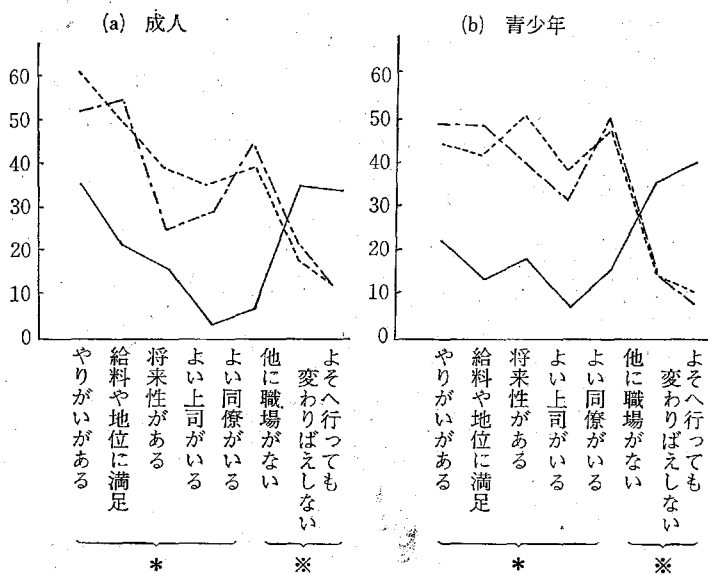 (a) 成人
60
50
40
30
20
10
0
やりがいがある
給料や地位に満足
将来性がある
よい上司がいる
よい同僚がいる
他に職場がない
よそへ行っても
変わりばえしない
*
※
(b) 青少年
60
50
40
30
20
10
0
やりがいがある
給料や地位に満足
将来性がある
よい上司がいる
よい同僚がいる
他に職場がない
よそへ行っても
変わりばえしない
*
※